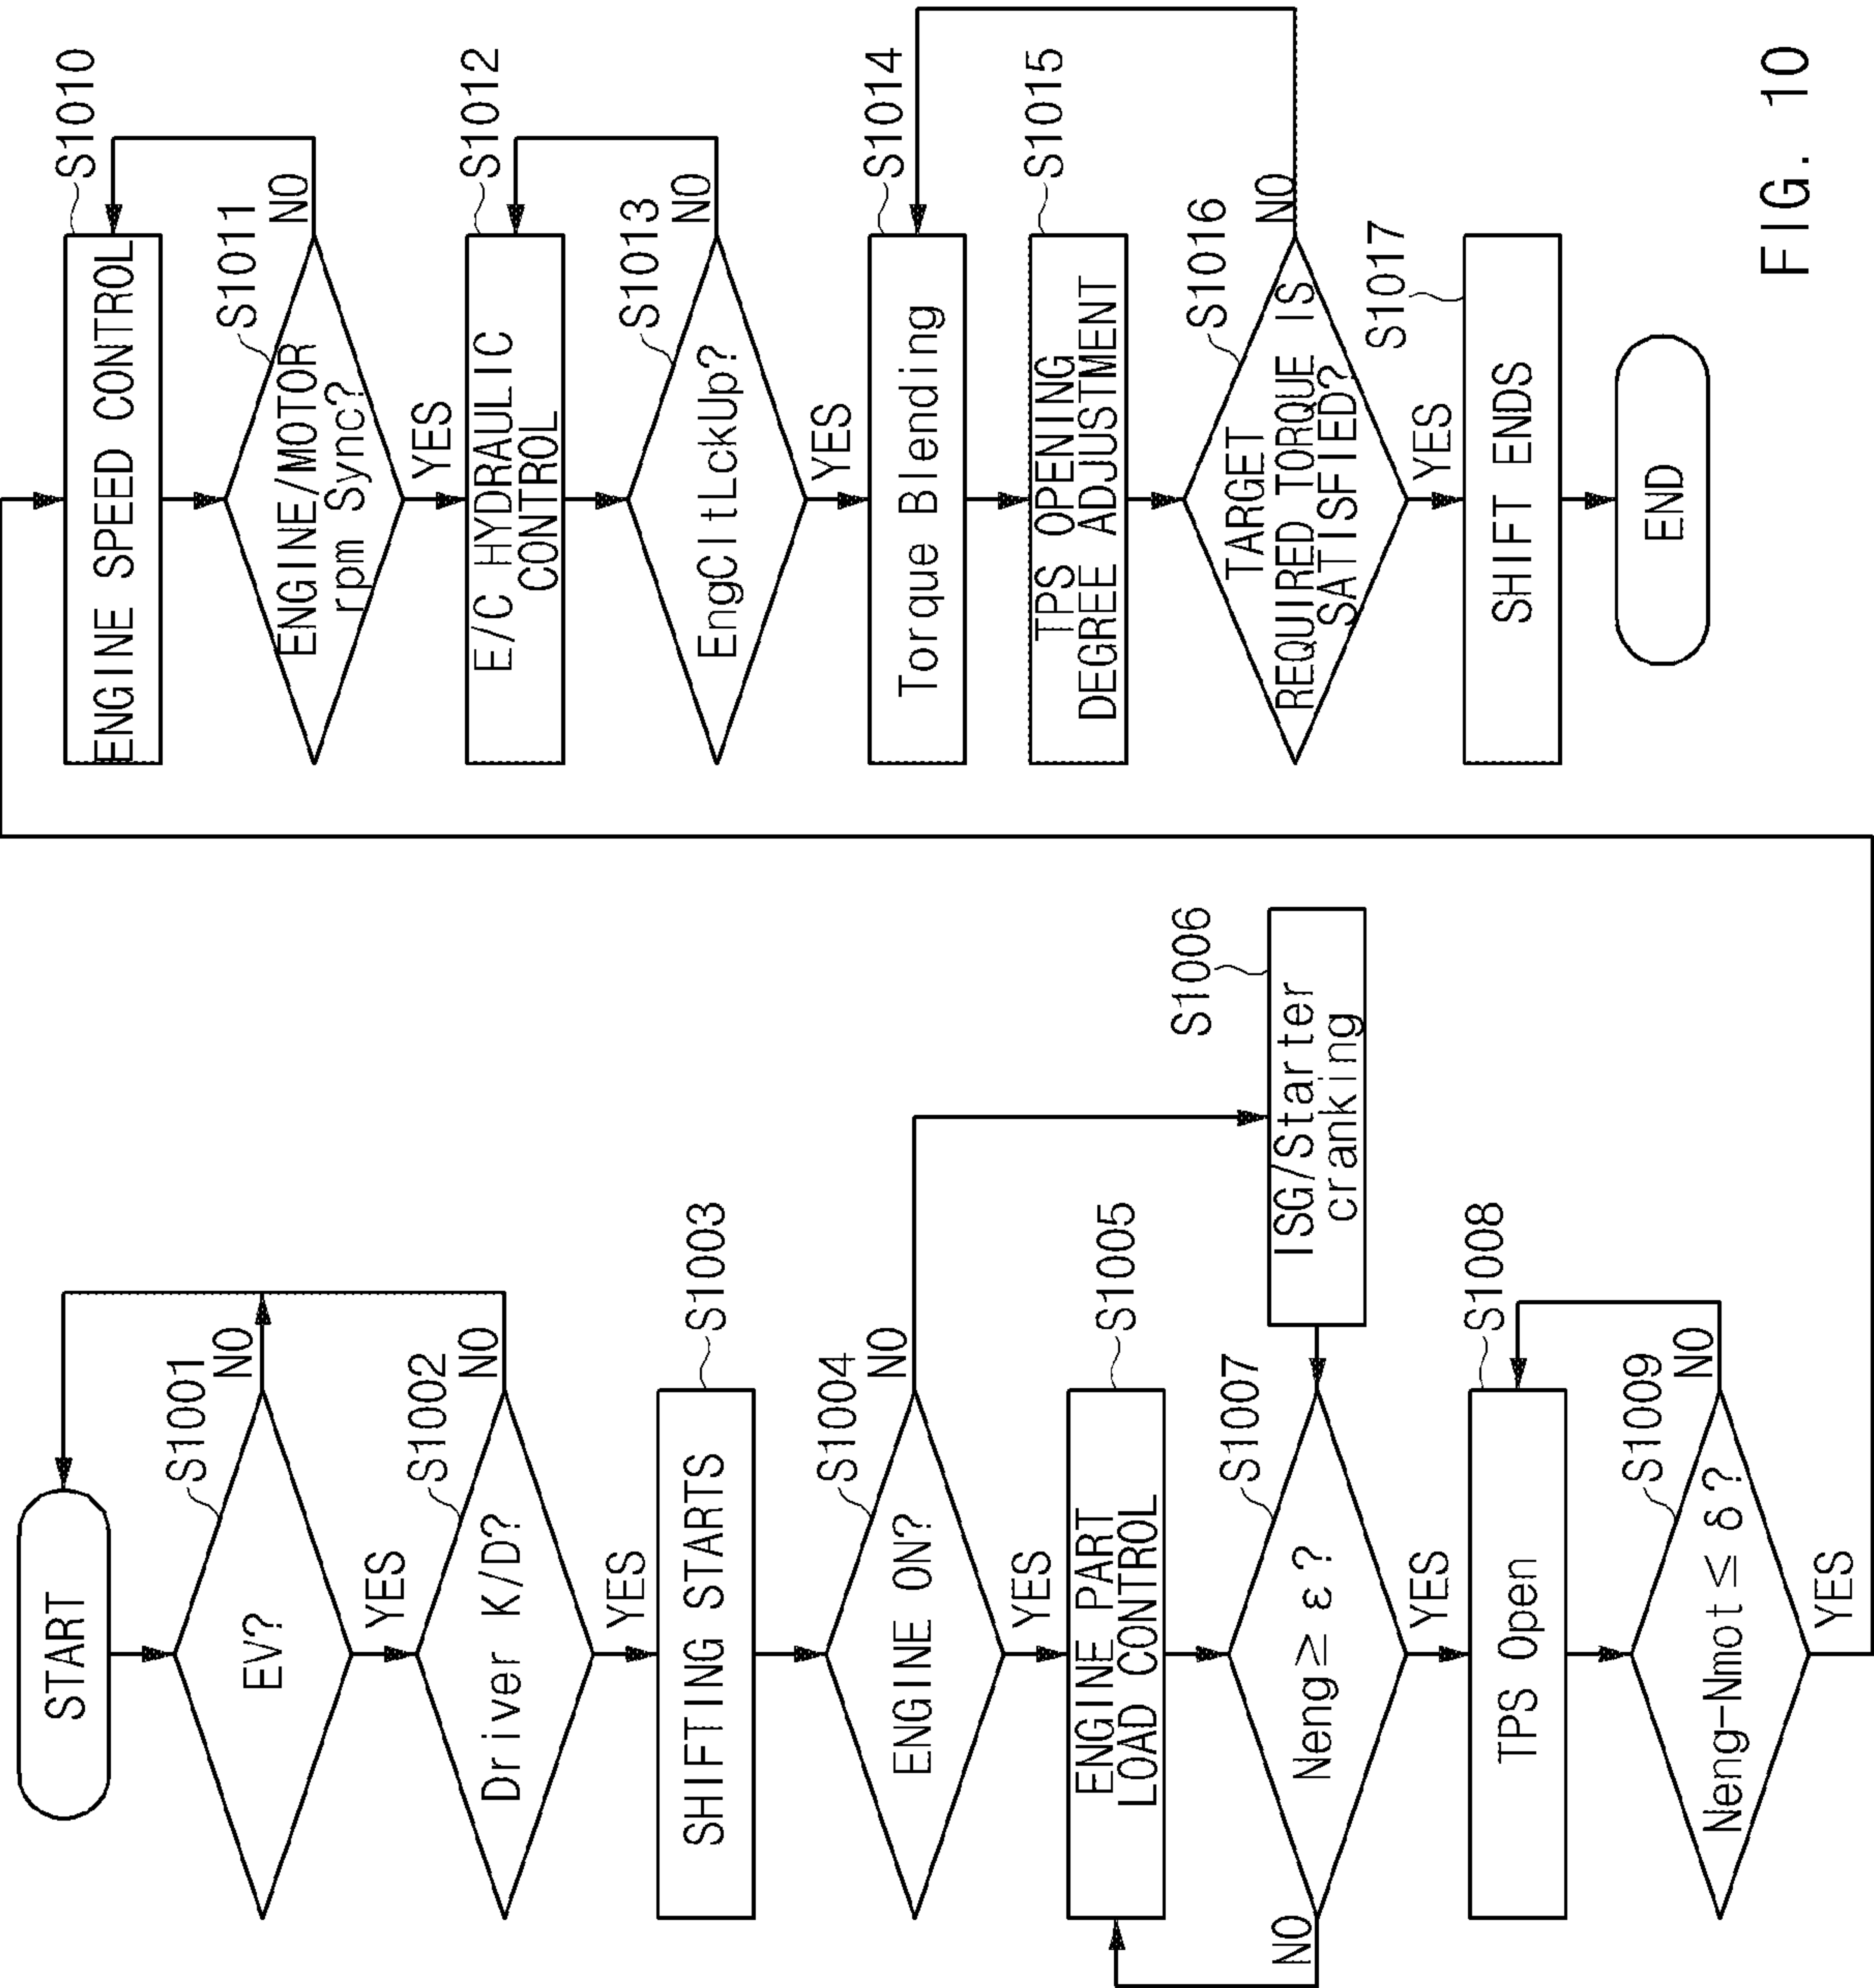 START
S1001
EV?
NO
YES
S1002
Driver K/D?
NO
YES
S1003
SHIFTING STARTS
S1004
ENGINE ON?
NO
YES
S1005
ENGINE PART
LOAD CONTROL
S1006
ISG/Starter
cranking
S1007
Neng≥ ε?
NO
YES
S1008
TPS Open
S1009
Neng-Nmot≤ δ?
NO
YES
S1010
ENGINE SPEED CONTROL
S1011
ENGINE/MOTOR
rpm Sync?
NO
YES
S1012
E/C HYDRAULIC
CONTROL
S1013
EngCltLckUp?
NO
YES
S1014
Torque Blending
S1015
TPS OPENING
DEGREE ADJUSTMENT
S1016
TARGET
REQUIRED TORQUE IS
SATISFIED?
NO
YES
S1017
SHIFT ENDS
END
FIG. 10